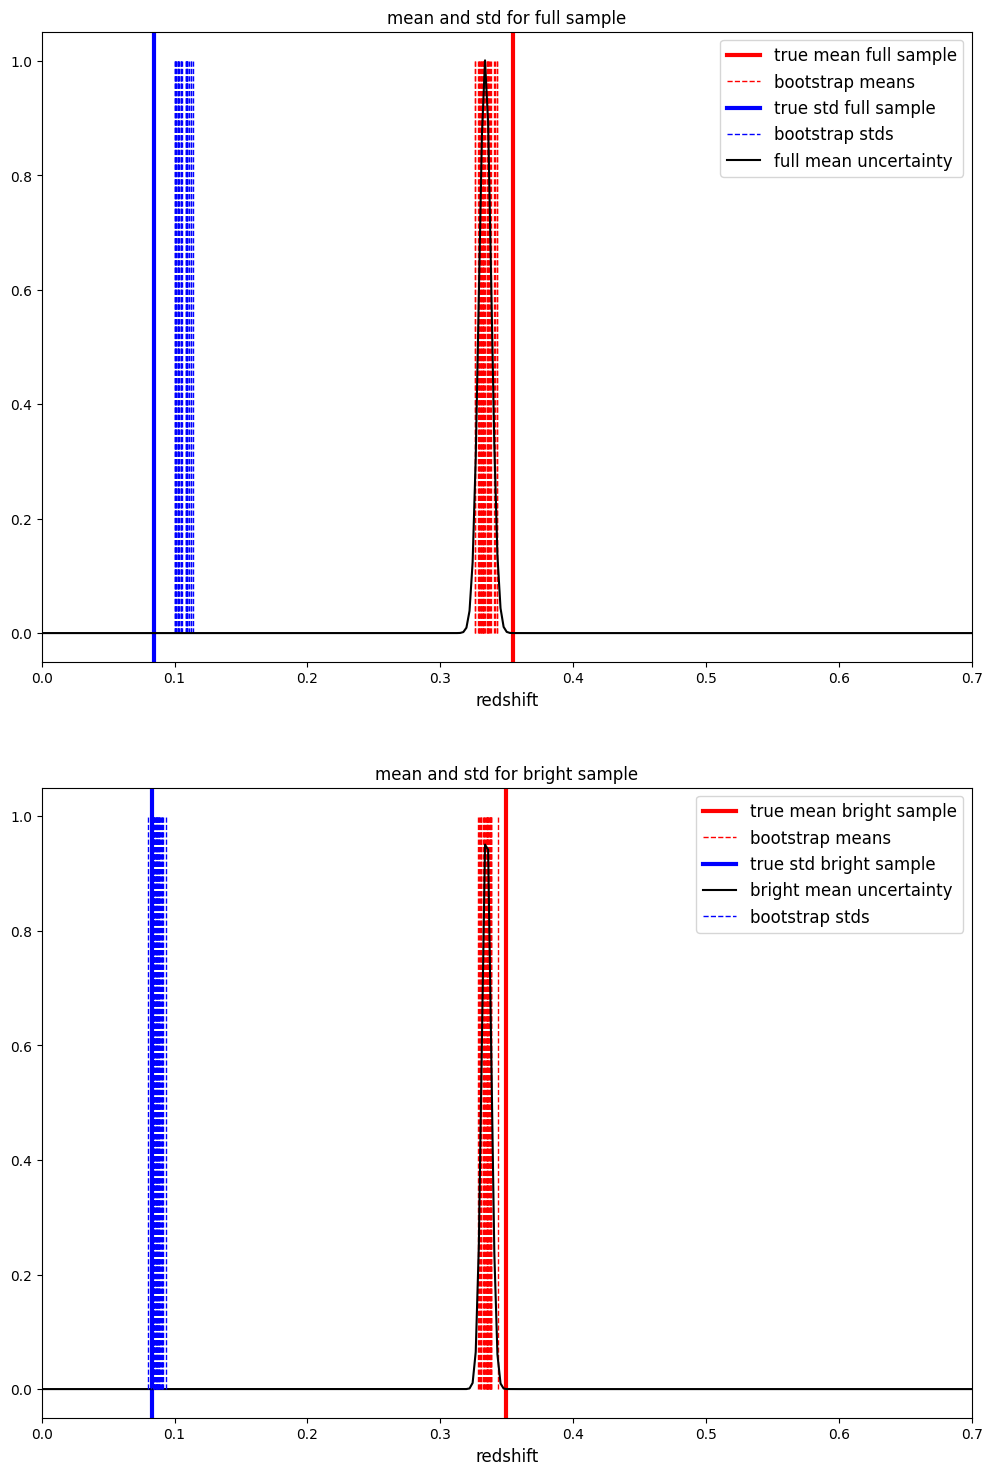 mean and std for full sample
1.0
0.8
0.6
0.4
0.2
0.0
true mean full sample
bootstrap means
true std full sample
bootstrap stds
full mean uncertainty
0.0 0.1 0.2 0.3 0.4 0.5 0.6 0.7
redshift
mean and std for bright sample
1.0
0.8
0.6
0.4
0.2
0.0
true mean bright sample
bootstrap means
true std bright sample
bright mean uncertainty
bootstrap stds
0.0 0.1 0.2 0.3 0.4 0.5 0.6 0.7
redshift